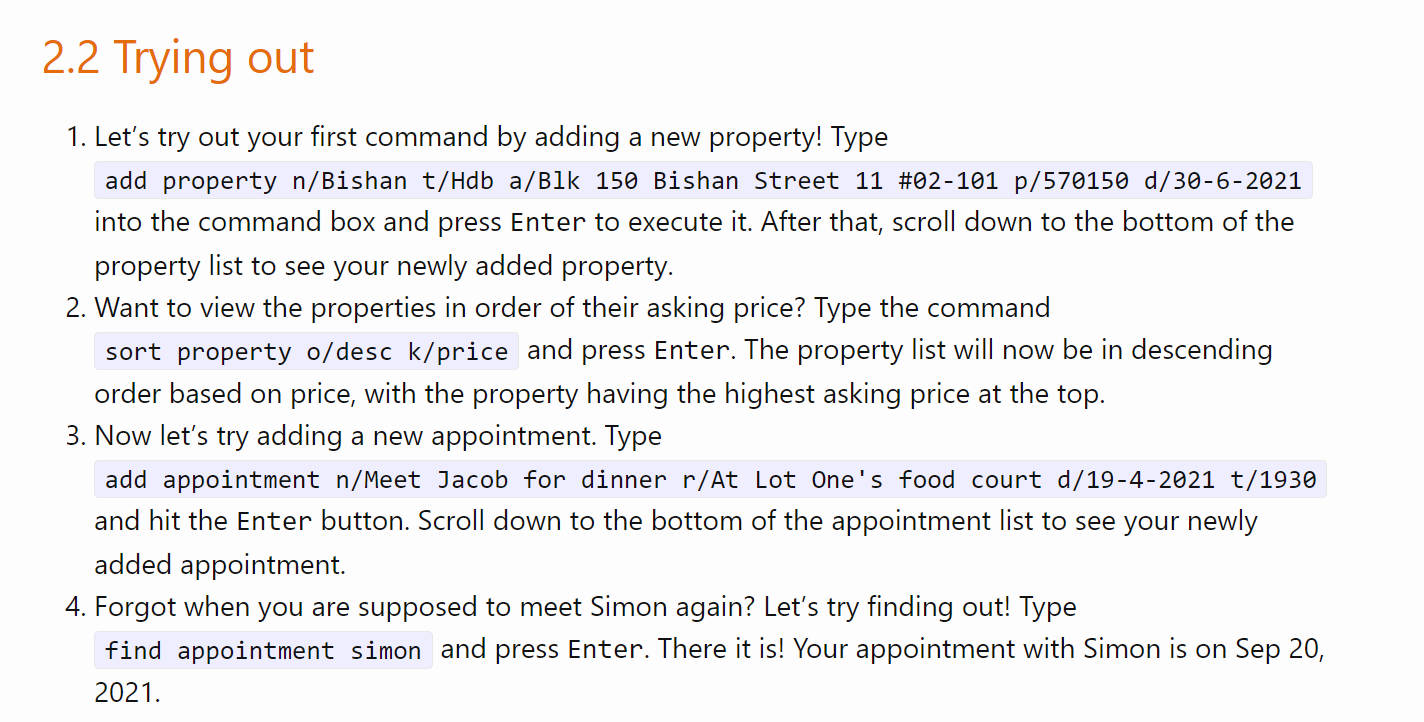 2.2 Trying out
1. Let’s try out your first command by adding a new property! Type
add property n/Bishan t/Hdb a/Blk 150 Bishan Street 11 #02-101 p/570150 d/30-6-2021
into the command box and press Enter to execute it. After that, scroll down to the bottom of the
property list to see your newly added property.
2. Want to view the properties in order of their asking price? Type the command
sort property o/desc k/price and press Enter. The property list will now be in descending
order based on price, with the property having the highest asking price at the top.
3. Now let’s try adding a new appointment. Type
add appointment n/Meet Jacob for dinner r/At Lot One's food court d/19-4-2021 t/1930
and hit the Enter button. Scroll down to the bottom of the appointment list to see your newly
added appointment.
4. Forgot when you are supposed to meet Simon again? Let’s try finding out! Type
find appointment simon and press Enter. There it is! Your appointment with Simon is on Sep 20,
2021.